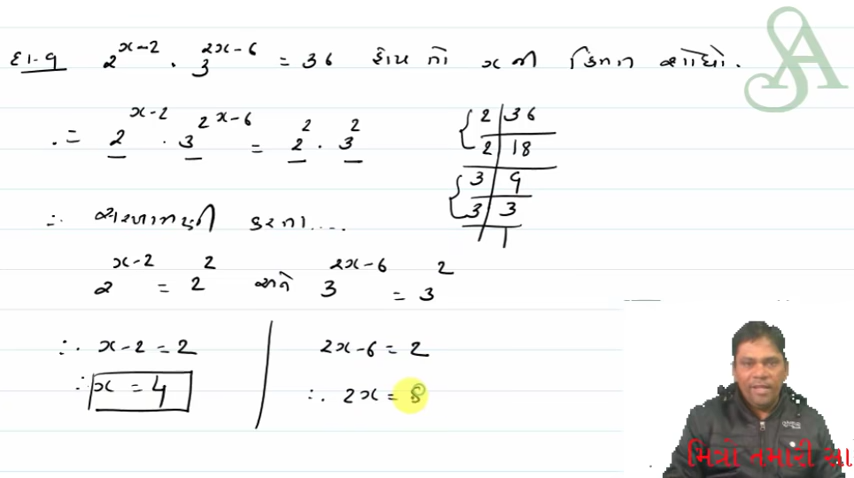 દા-૧ 2^{x-2} · 3^{2x-6} = 36 હોય તો x ની કિંમત શોધો.
∴ = 2^{x-2} · 3^{2x-6} = 2^2 · 3^2
2 | 36
2 | 18
3 | 9
3 | 3
1
∴ સરખામણી કરતા....
2^{x-2} = 2^2 અને 3^{2x-6} = 3^2
∴ x-2 = 2
∴ x = 4
2x-6 = 2
∴ 2x = 8
મિત્રો તમારી સા